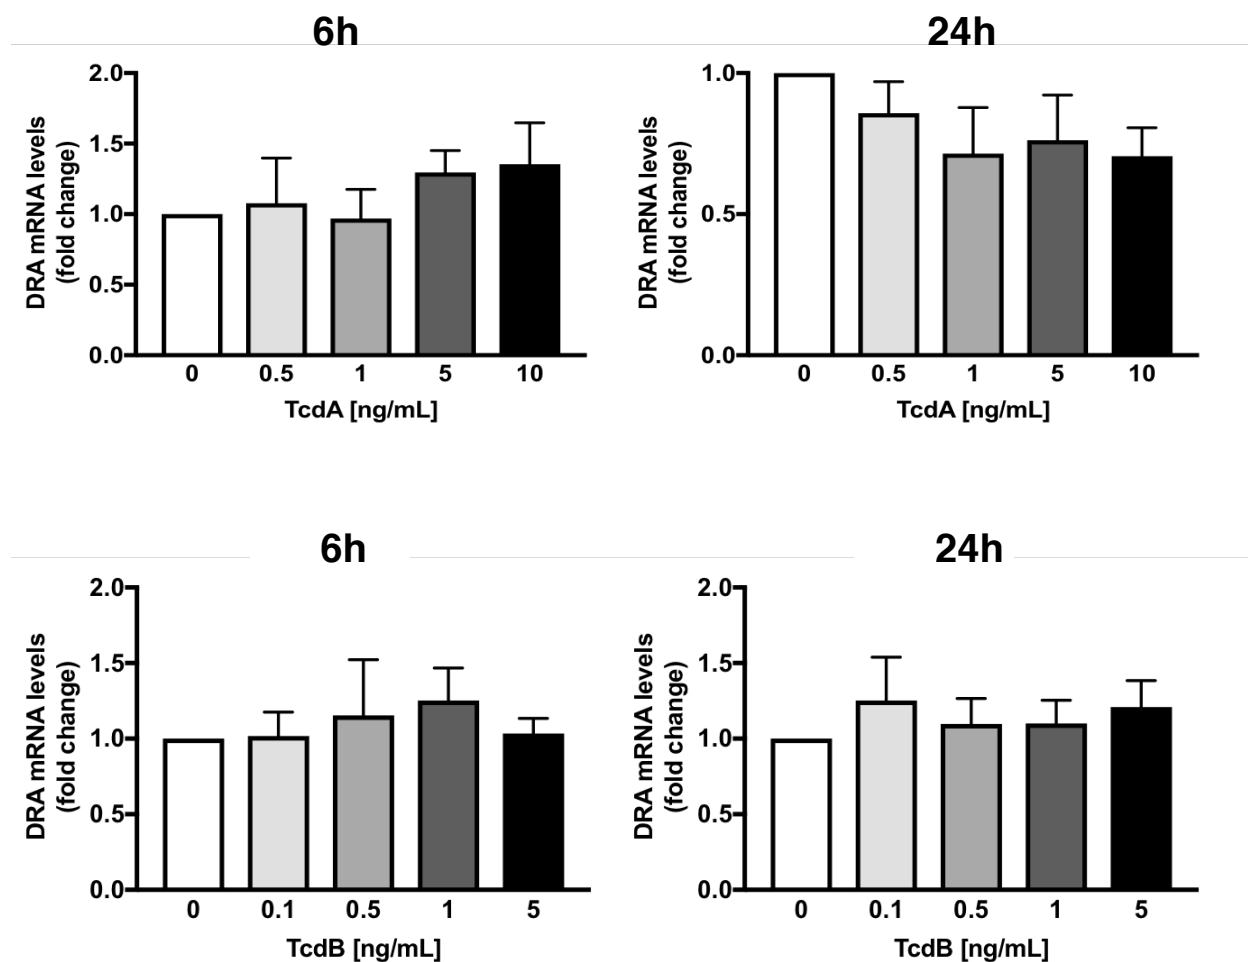 6h
24h
DRA mRNA levels
(fold change)
2.0
1.5
1.0
0.5
0.0
0 0.5 1 5 10
TcdA [ng/mL]
DRA mRNA levels
(fold change)
1.0
0.5
0.0
0 0.5 1 5 10
TcdA [ng/mL]
6h
24h
DRA mRNA levels
(fold change)
2.0
1.5
1.0
0.5
0.0
0 0.1 0.5 1 5
TcdB [ng/mL]
DRA mRNA levels
(fold change)
2.0
1.5
1.0
0.5
0.0
0 0.1 0.5 1 5
TcdB [ng/mL]